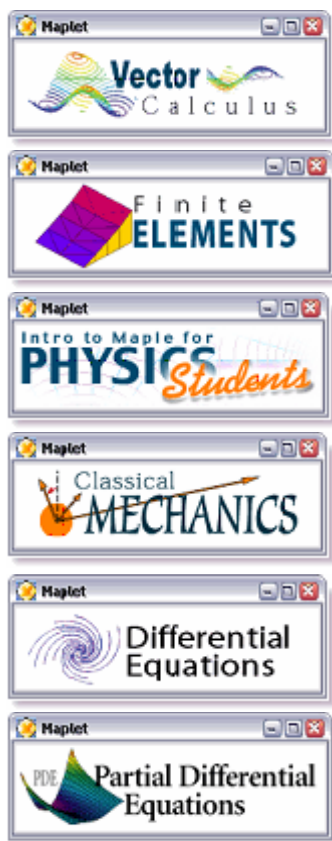 Maplet
Vector
Calculus
Maplet
Finite
ELEMENTS
Maplet
Intro to Maple for
PHYSICS
Students
Maplet
Classical
MECHANICS
Maplet
Differential
Equations
Maplet
PDE Partial Differential
Equations